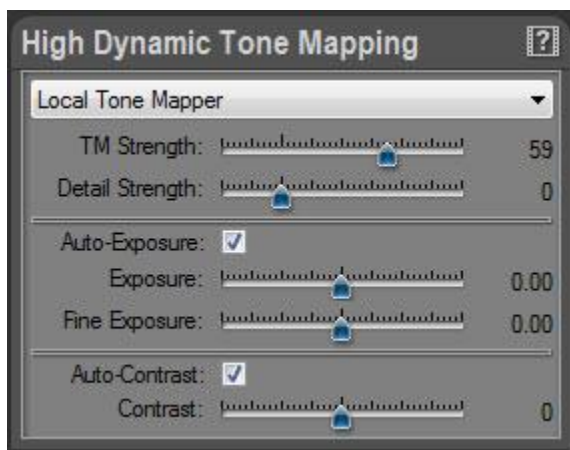 High Dynamic Tone Mapping ?
Local Tone Mapper
TM Strength: 59
Detail Strength: 0
Auto-Exposure:
Exposure: 0.00
Fine Exposure: 0.00
Auto-Contrast:
Contrast: 0